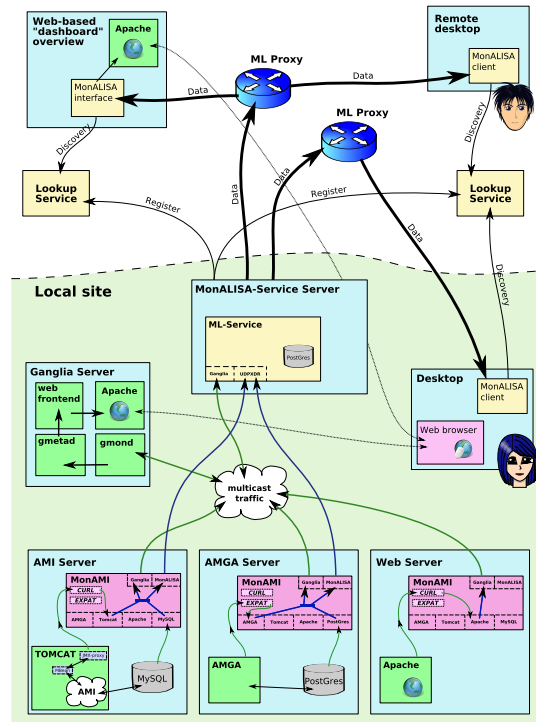 Web-based
"dashboard"
overview
Apache
MonALISA
interface
ML Proxy
Data
Data
Remote
desktop
MonALISA
client
ML Proxy
Discovery
Discovery
Lookup
Service
Register
Data
Data
Register
Lookup
Service
Data
Discovery
Local site
MonALISA-Service Server
ML-Service
PostGres
Ganglia
UDPXDR
Ganglia Server
web
frontend
Apache
gmetad
gmond
Desktop
MonALISA
client
Web browser
multicast
traffic
AMI Server
MonAMI
Ganglia
MonALISA
CURL
EXPAT
AMGA
Tomcat
Apache
MySQL
TOMCAT
JMX-proxy
MBean
AMI
MySQL
AMGA Server
MonAMI
Ganglia
MonALISA
CURL
EXPAT
AMGA
Tomcat
Apache
PostGres
AMGA
PostGres
Web Server
MonAMI
Ganglia
MonALISA
CURL
EXPAT
AMGA
Tomcat
Apache
MySQL
Apache